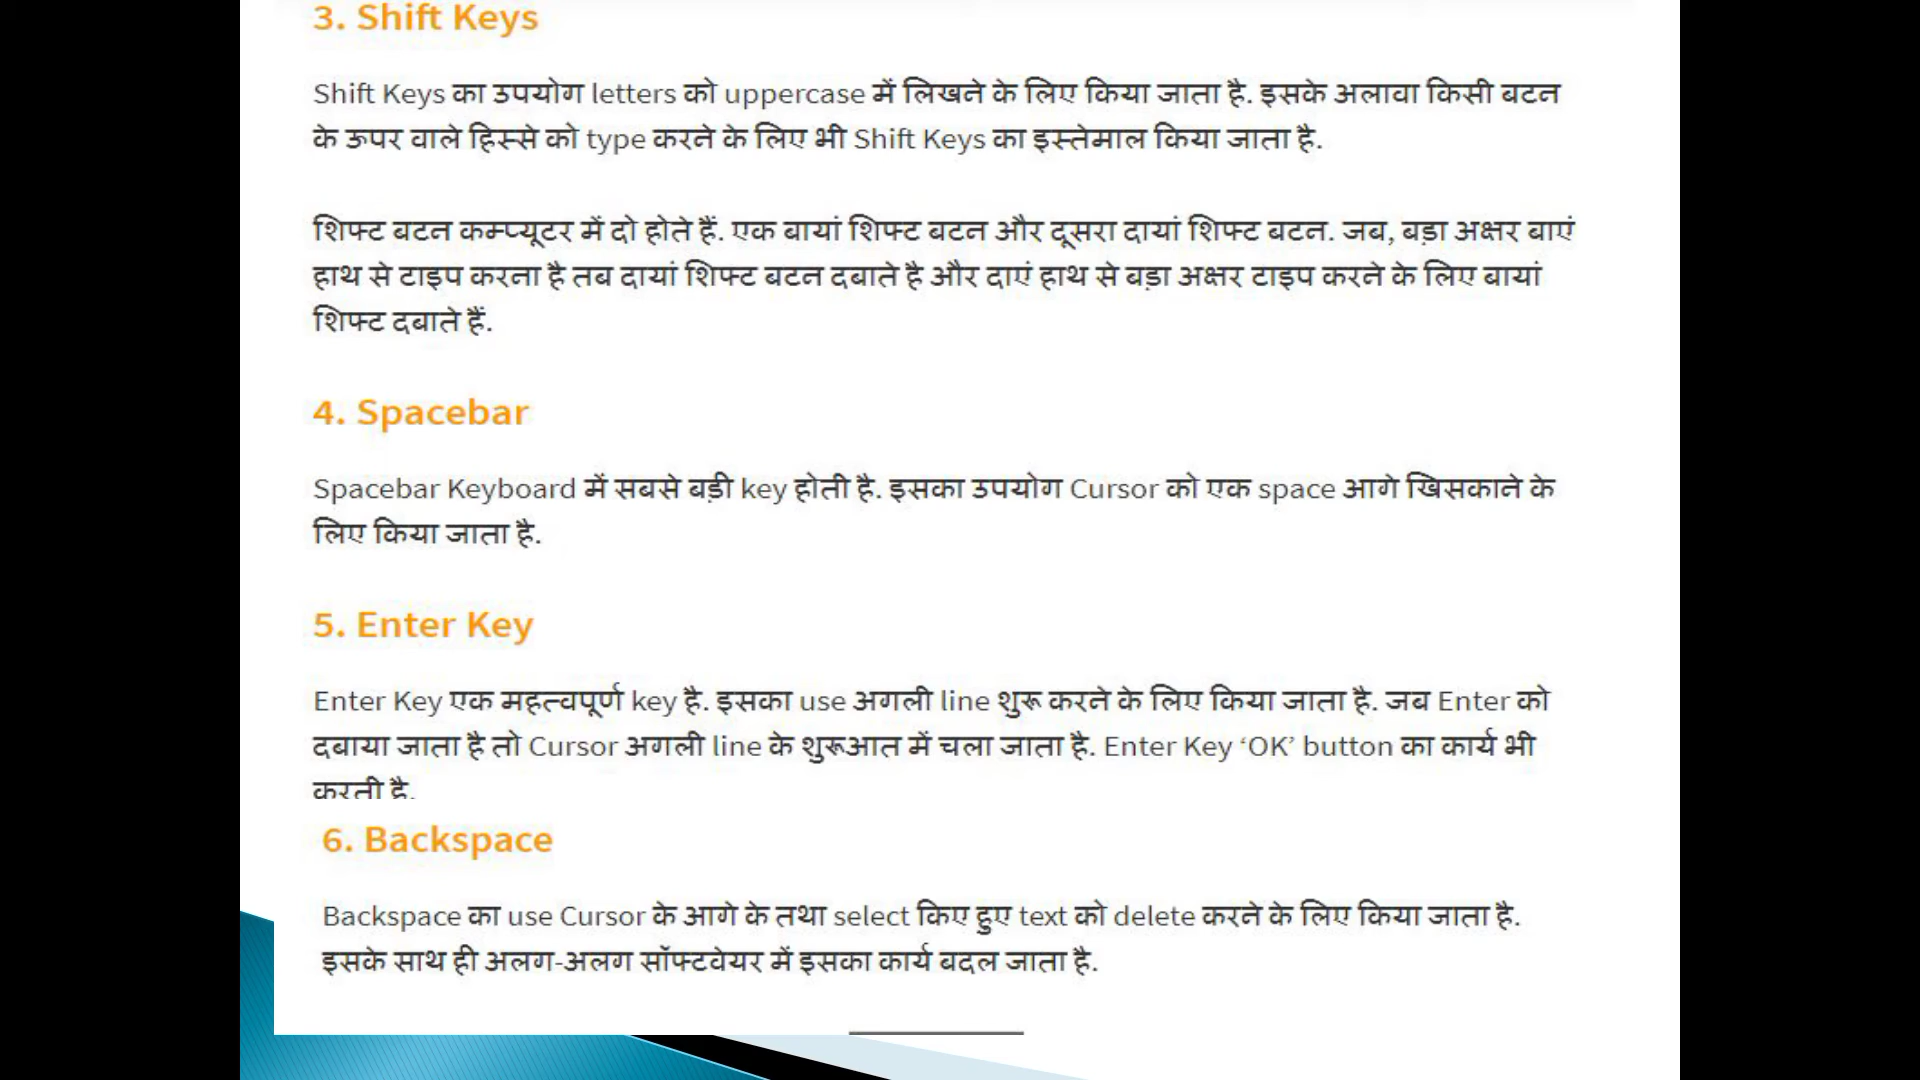 3. Shift Keys
Shift Keys का उपयोग letters को uppercase में लिखने के लिए किया जाता है. इसके अलावा किसी बटन
के ऊपर वाले हिस्से को type करने के लिए भी Shift Keys का इस्तेमाल किया जाता है.
शिफ्ट बटन कम्प्यूटर में दो होते हैं. एक बायां शिफ्ट बटन और दूसरा दायां शिफ्ट बटन. जब, बड़ा अक्षर बाएं
हाथ से टाइप करना है तब दायां शिफ्ट बटन दबाते है और दाएं हाथ से बड़ा अक्षर टाइप करने के लिए बायां
शिफ्ट दबाते हैं.
4. Spacebar
Spacebar Keyboard में सबसे बड़ी key होती है. इसका उपयोग Cursor को एक space आगे खिसकाने के
लिए किया जाता है.
5. Enter Key
Enter Key एक महत्वपूर्ण key है. इसका use अगली line शुरू करने के लिए किया जाता है. जब Enter को
दबाया जाता है तो Cursor अगली line के शुरूआत में चला जाता है. Enter Key ‘OK’ button का कार्य भी
करती है.
6. Backspace
Backspace का use Cursor के आगे के तथा select किए हुए text को delete करने के लिए किया जाता है.
इसके साथ ही अलग-अलग सॉफ्टवेयर में इसका कार्य बदल जाता है.